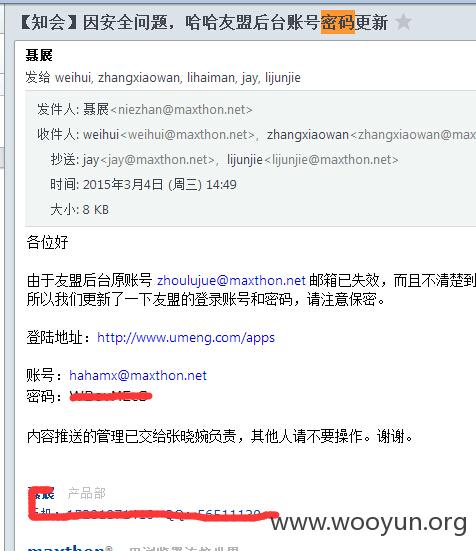 【知会】因安全问题，哈哈友盟后台账号密码更新
聂展
发给 weihui, zhangxiaowan, lihaiman, jay, lijunjie
发件人: 聂展<niezhan@maxthon.net>
收件人: weihui<weihui@maxthon.net>, zhangxiaowan<zhangxiaowan@max
抄送: jay<jay@maxthon.net>, lijunjie<lijunjie@maxthon.net>
时间: 2015年3月4日 (周三) 14:49
大小: 8 KB
各位好
由于友盟后台原账号 zhoulujue@maxthon.net 邮箱已失效，而且不清楚到
所以我们更新了一下友盟的登录账号和密码，请注意保密。
登陆地址：http://www.umeng.com/apps
账号：hahamx@maxthon.net
密码：
内容推送的管理已交给张晓婉负责，其他人请不要操作。谢谢。
聂展 产品部
www.wooyun.org
maxthon®